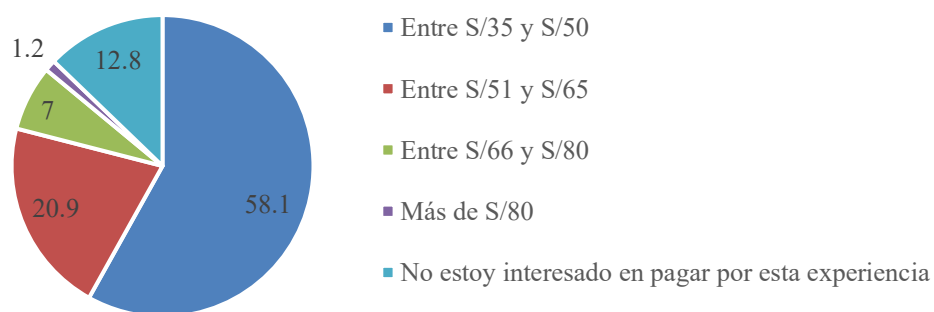 1.2
12.8
7
20.9
58.1
Entre S/35 y S/50
Entre S/51 y S/65
Entre S/66 y S/80
Más de S/80
No estoy interesado en pagar por esta experiencia